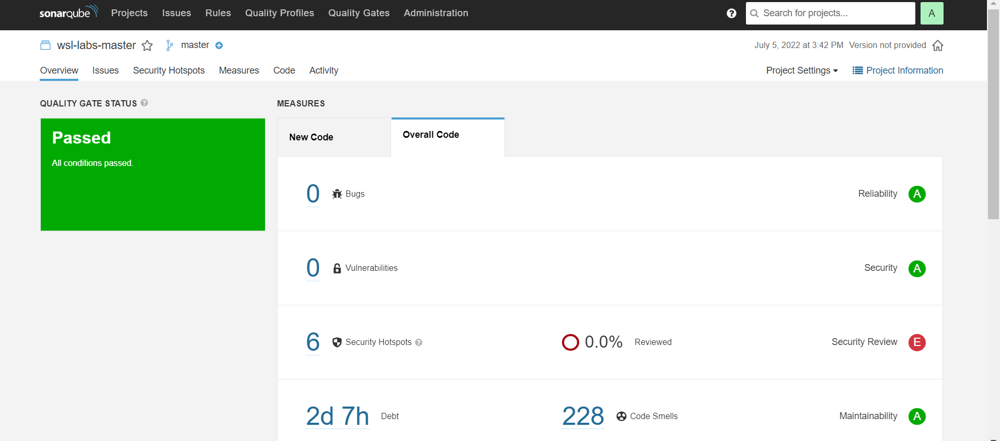 sonarqube Projects Issues Rules Quality Profiles Quality Gates Administration ? Search for projects... A
wsl-labs-master master July 5, 2022 at 3:42 PM Version not provided
Overview Issues Security Hotspots Measures Code Activity Project Settings Project Information
QUALITY GATE STATUS ? MEASURES
Passed
All conditions passed.
New Code Overall Code
0 Bugs Reliability A
0 Vulnerabilities Security A
6 Security Hotspots ? 0.0% Reviewed Security Review E
2d 7h Debt 228 Code Smells Maintainability A